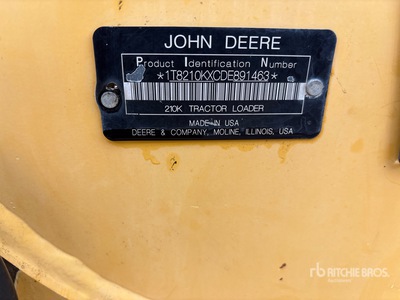 JOHN DEERE
Product Identification Number
*1T8210KXCDE891463*
210K TRACTOR LOADER
MADE IN USA
DEERE & COMPANY, MOLINE, ILLINOIS, USA
rb RITCHIE BROS.